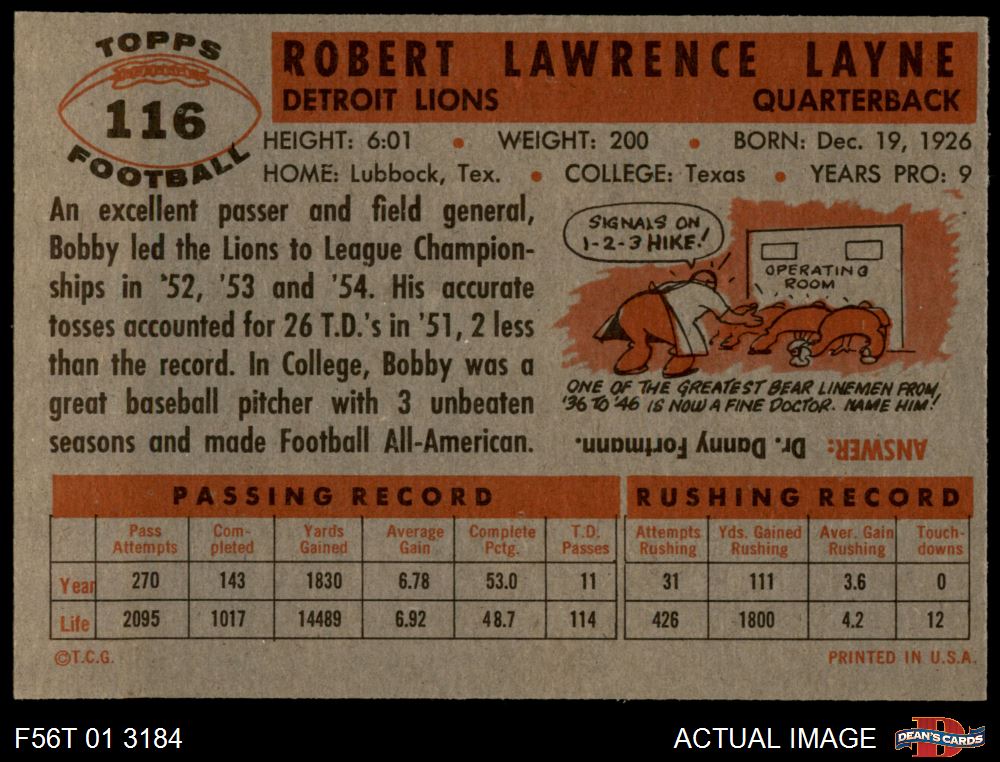 TOPPS
116
FOOTBALL
ROBERT LAWRENCE LAYNE
DETROIT LIONS QUARTERBACK
HEIGHT: 6:01 • WEIGHT: 200 • BORN: Dec. 19, 1926
HOME: Lubbock, Tex. • COLLEGE: Texas • YEARS PRO: 9
An excellent passer and field general,
Bobby led the Lions to League Champion-
ships in '52, '53 and '54. His accurate
tosses accounted for 26 T.D.'s in '51, 2 less
than the record. In College, Bobby was a
great baseball pitcher with 3 unbeaten
seasons and made Football All-American.
SIGNALS ON
1-2-3 HIKE!
OPERATING
ROOM
ONE OF THE GREATEST BEAR LINEMEN FROM
'36 TO '46 IS NOW A FINE DOCTOR. NAME HIM!
ANSWER: Dr. Danny Fortmann.
PASSING RECORD RUSHING RECORD
Pass Com- Yards Average Complete T.D. Attempts Yds. Gained Aver. Gain Touch-
Attempts pleted Gained Gain Pctg. Passes Rushing Rushing Rushing downs
Year 270 143 1830 6.78 53.0 11 31 111 3.6 0
Life 2095 1017 14489 6.92 48.7 114 426 1800 4.2 12
©T.C.G. PRINTED IN U.S.A.
F56T 01 3184 ACTUAL IMAGE DEAN'S CARDS